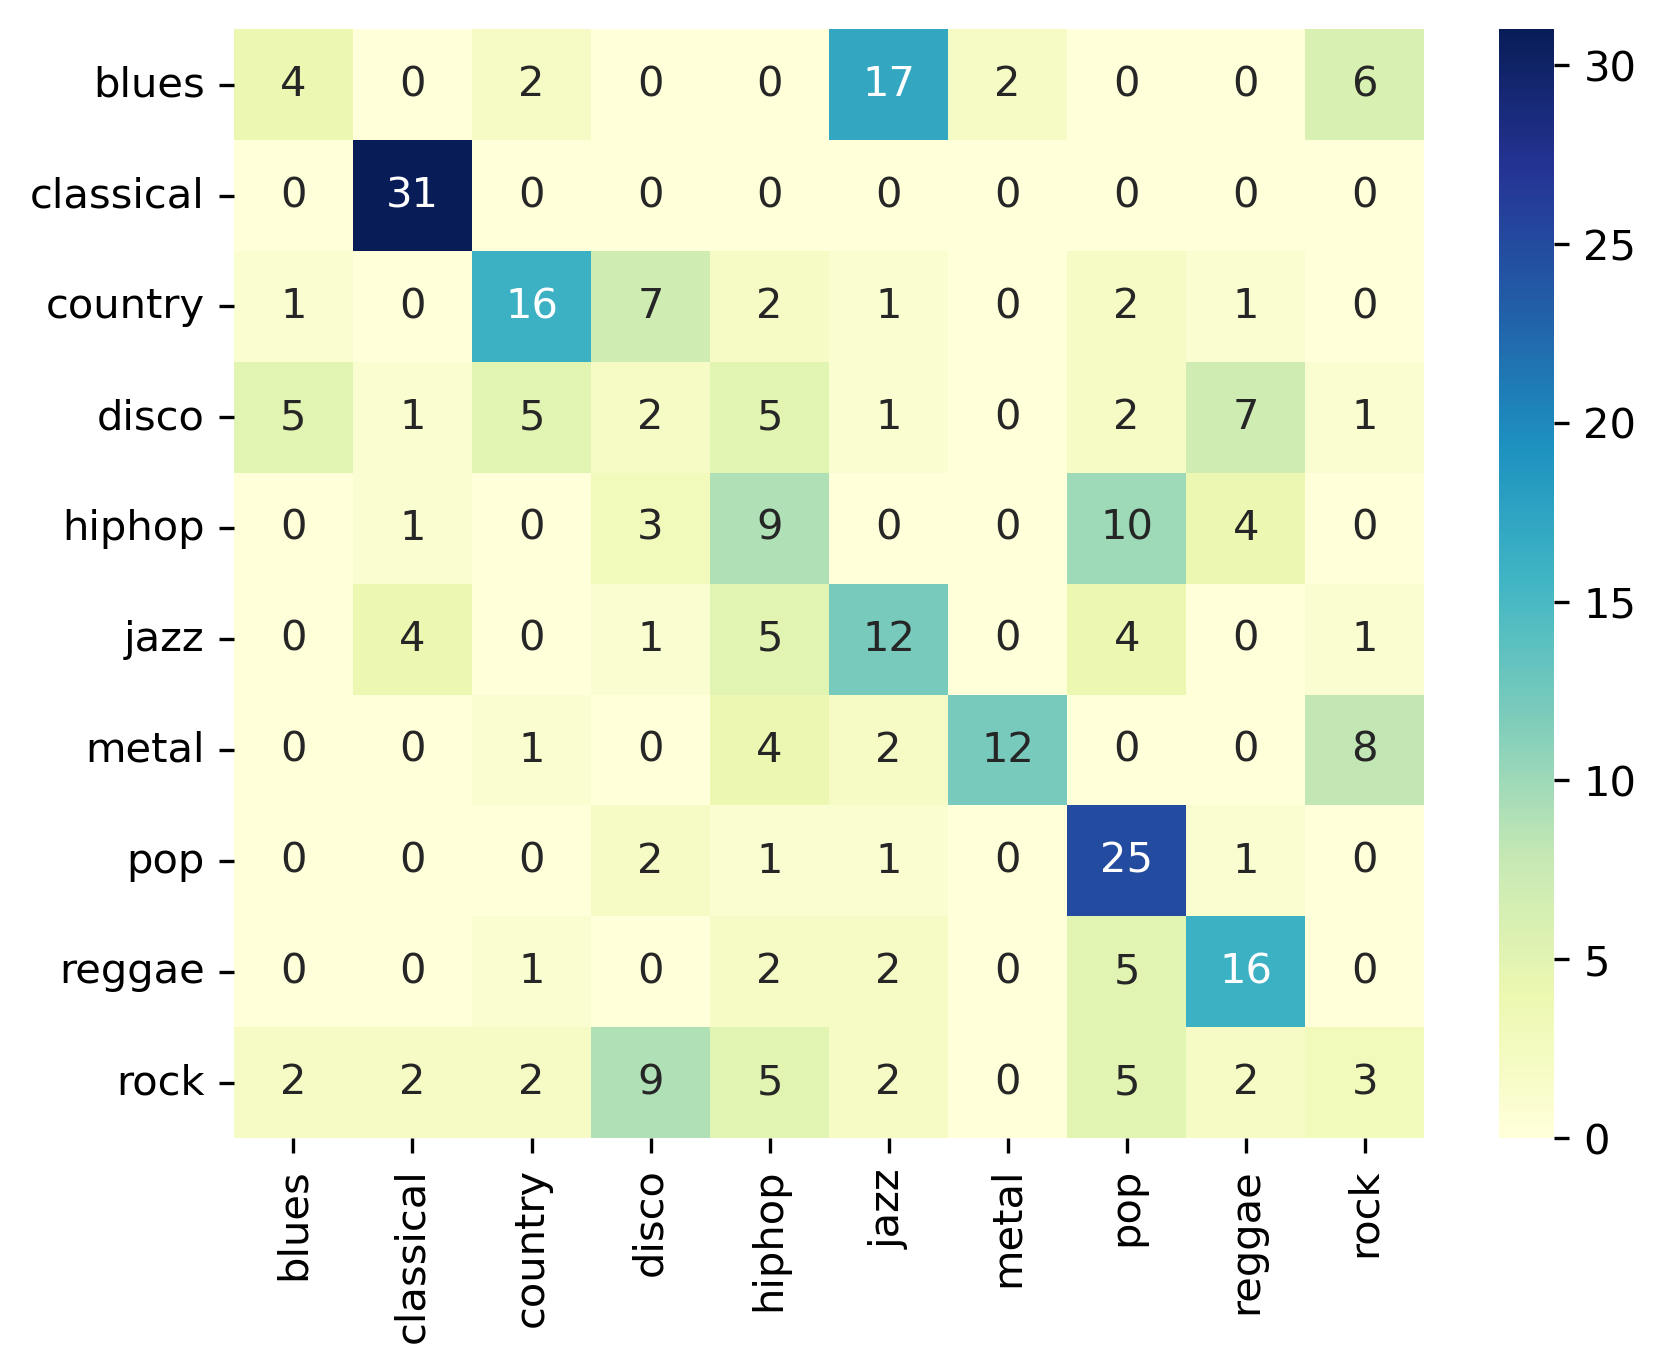 blues 4 0 2 0 0 17 2 0 0 6
classical 0 31 0 0 0 0 0 0 0 0
country 1 0 16 7 2 1 0 2 1 0
disco 5 1 5 2 5 1 0 2 7 1
hiphop 0 1 0 3 9 0 0 10 4 0
jazz 0 4 0 1 5 12 0 4 0 1
metal 0 0 1 0 4 2 12 0 0 8
pop 0 0 0 2 1 1 0 25 1 0
reggae 0 0 1 0 2 2 0 5 16 0
rock 2 2 2 9 5 2 0 5 2 3
blues classical country disco hiphop jazz metal pop reggae rock
30
25
20
15
10
5
0